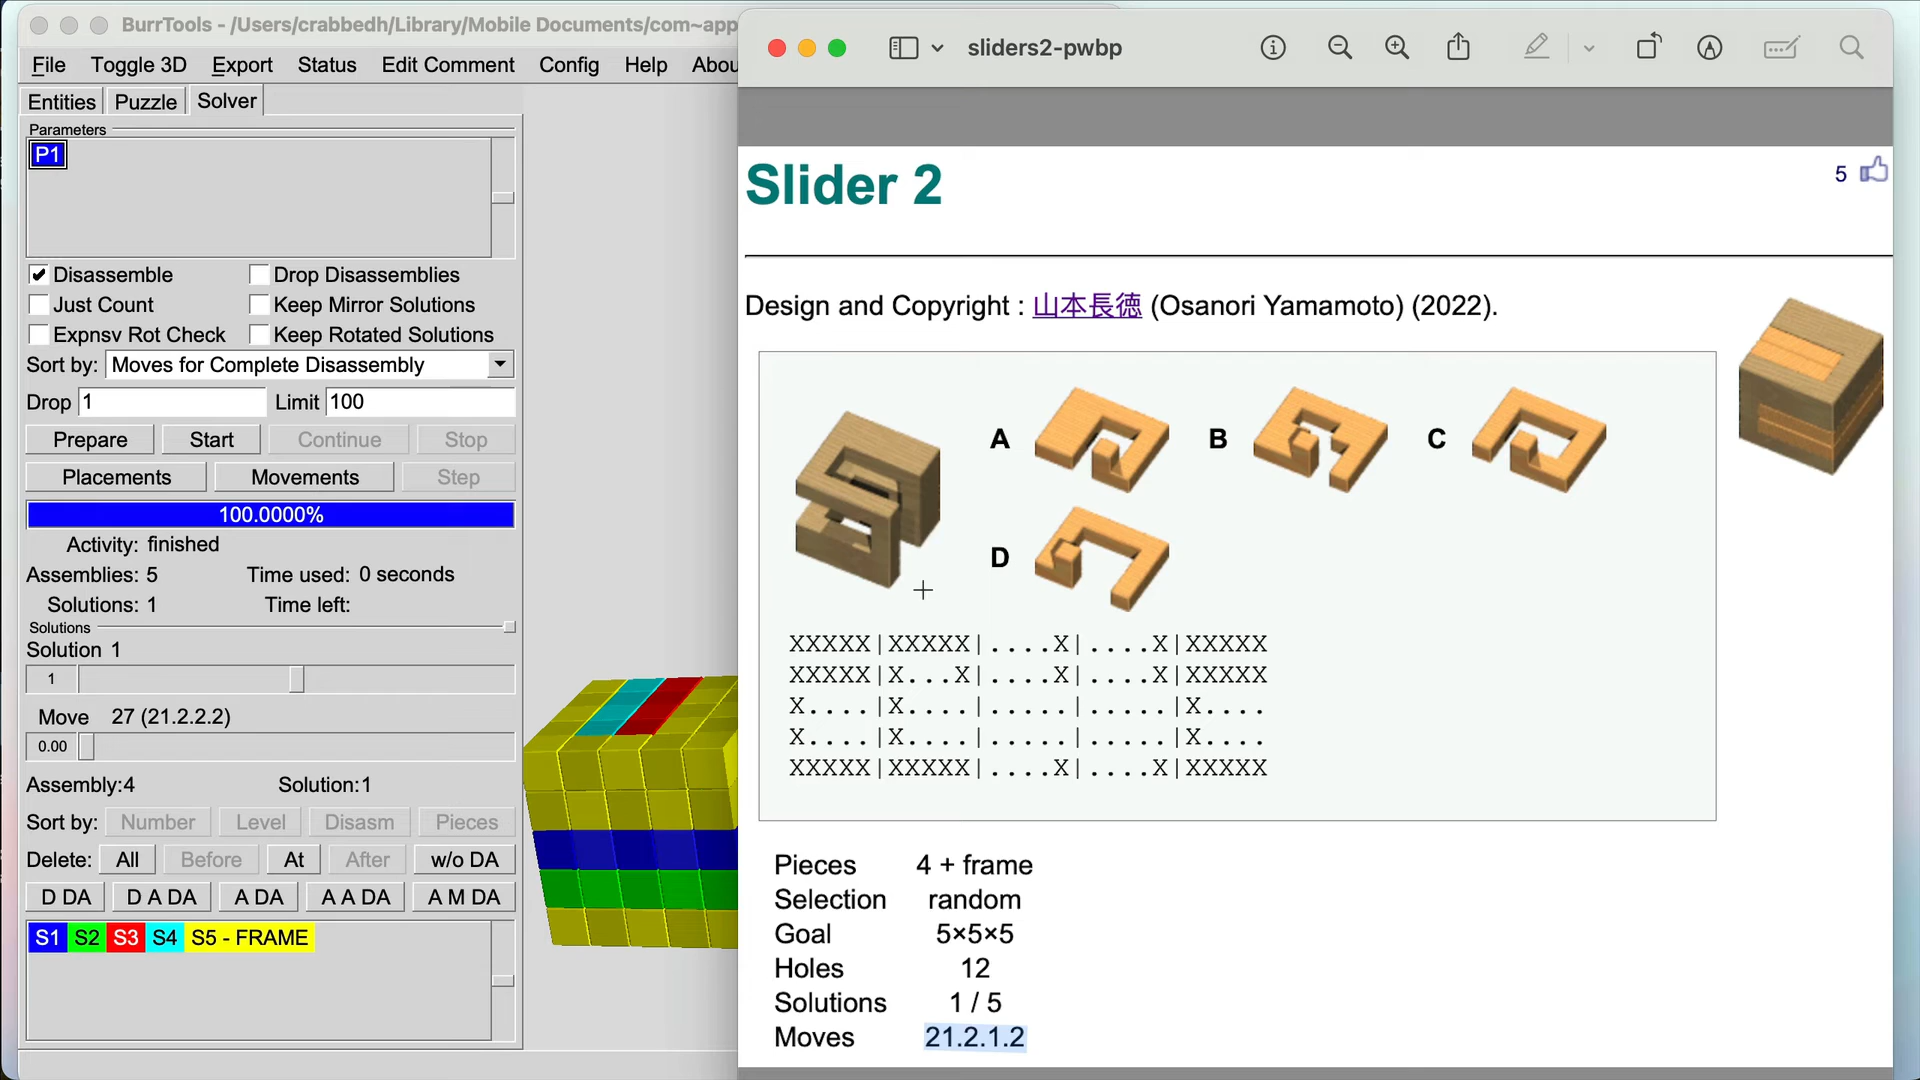 BurrTools - /Users/crabbedh/Library/Mobile Documents/com~app
File Toggle 3D Export Status Edit Comment Config Help Abou
Entities Puzzle Solver
Parameters
P1
Disassemble Drop Disassemblies
Just Count Keep Mirror Solutions
Expnsv Rot Check Keep Rotated Solutions
Sort by: Moves for Complete Disassembly
Drop 1 Limit 100
Prepare Start Continue Stop
Placements Movements Step
100.0000%
Activity: finished
Assemblies: 5 Time used: 0 seconds
Solutions: 1 Time left:
Solutions
Solution 1
1
Move 27 (21.2.2.2)
0.00
Assembly:4 Solution:1
Sort by: Number Level Disasm Pieces
Delete: All Before At After w/o DA
D DA D A DA A DA A A DA A M DA
S1 S2 S3 S4 S5 - FRAME
sliders2-pwbp
Slider 2
5
Design and Copyright : 山本長徳 (Osanori Yamamoto) (2022).
A B C
D
XXXXX|XXXXX|....X|....X|XXXXX
XXXXX|X...X|....X|....X|XXXXX
X....|X....|.....|.....|X....
X....|X....|.....|.....|X....
XXXXX|XXXXX|....X|....X|XXXXX
Pieces 4 + frame
Selection random
Goal 5×5×5
Holes 12
Solutions 1 / 5
Moves 21.2.1.2